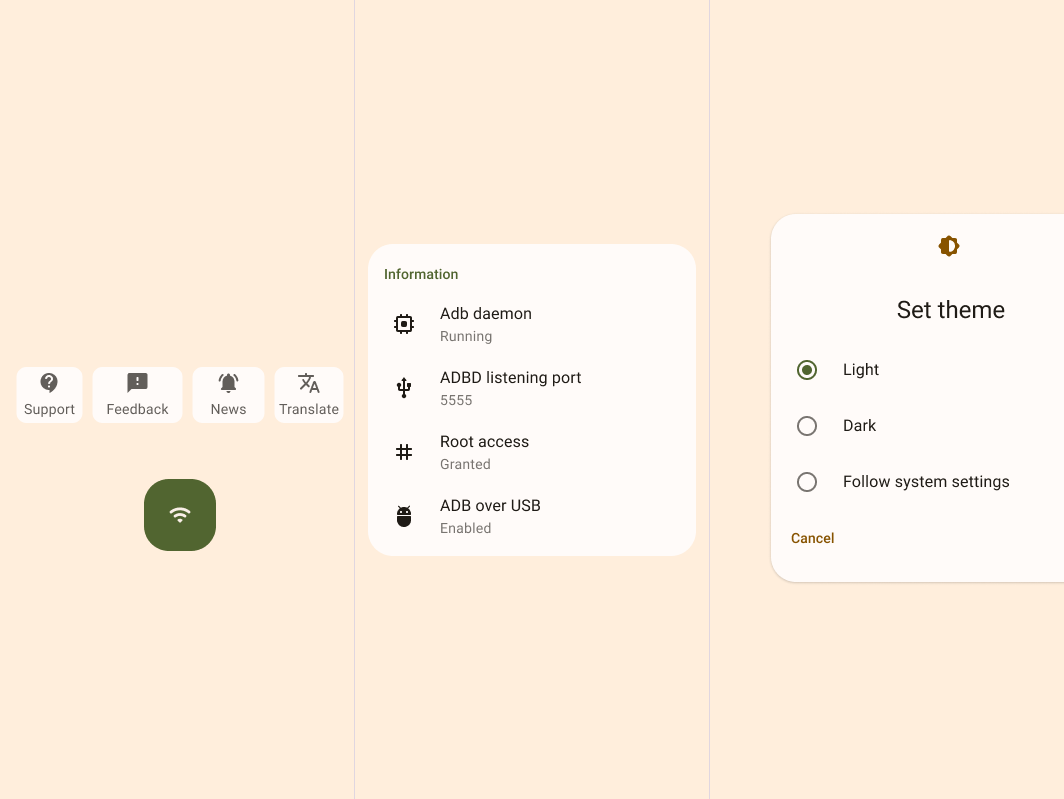 Support
Feedback
News
Translate
Information
Adb daemon
Running
ADBD listening port
5555
Root access
Granted
ADB over USB
Enabled
Set theme
Light
Dark
Follow system settings
Cancel